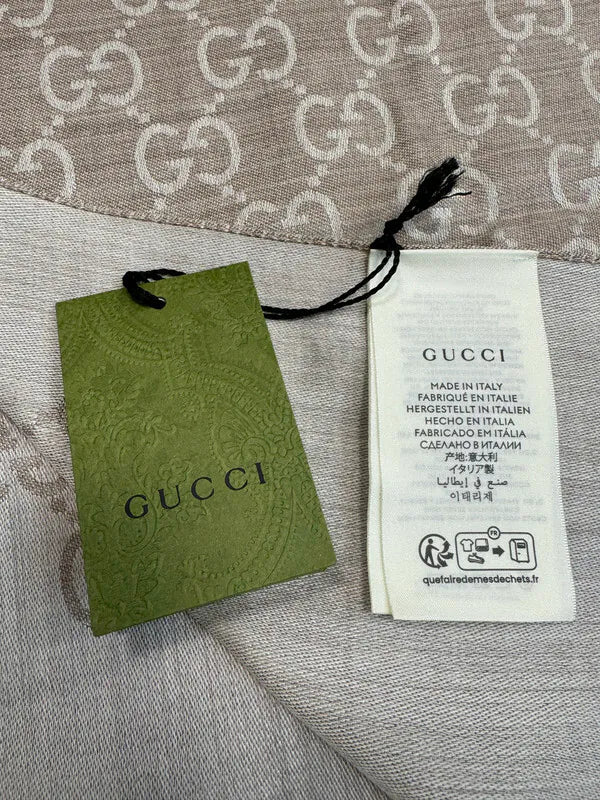 GUCCI
GUCCI
MADE IN ITALY
FABRIQUÉ EN ITALIE
HERGESTELLT IN ITALIEN
HECHO EN ITALIA
FABRICADO EM ITÁLIA
СДЕЛАНО В ИТАЛИИ
产地:意大利
イタリア製
صنع في إيطاليا
이태리제
FR
quefairedemesdechets.fr